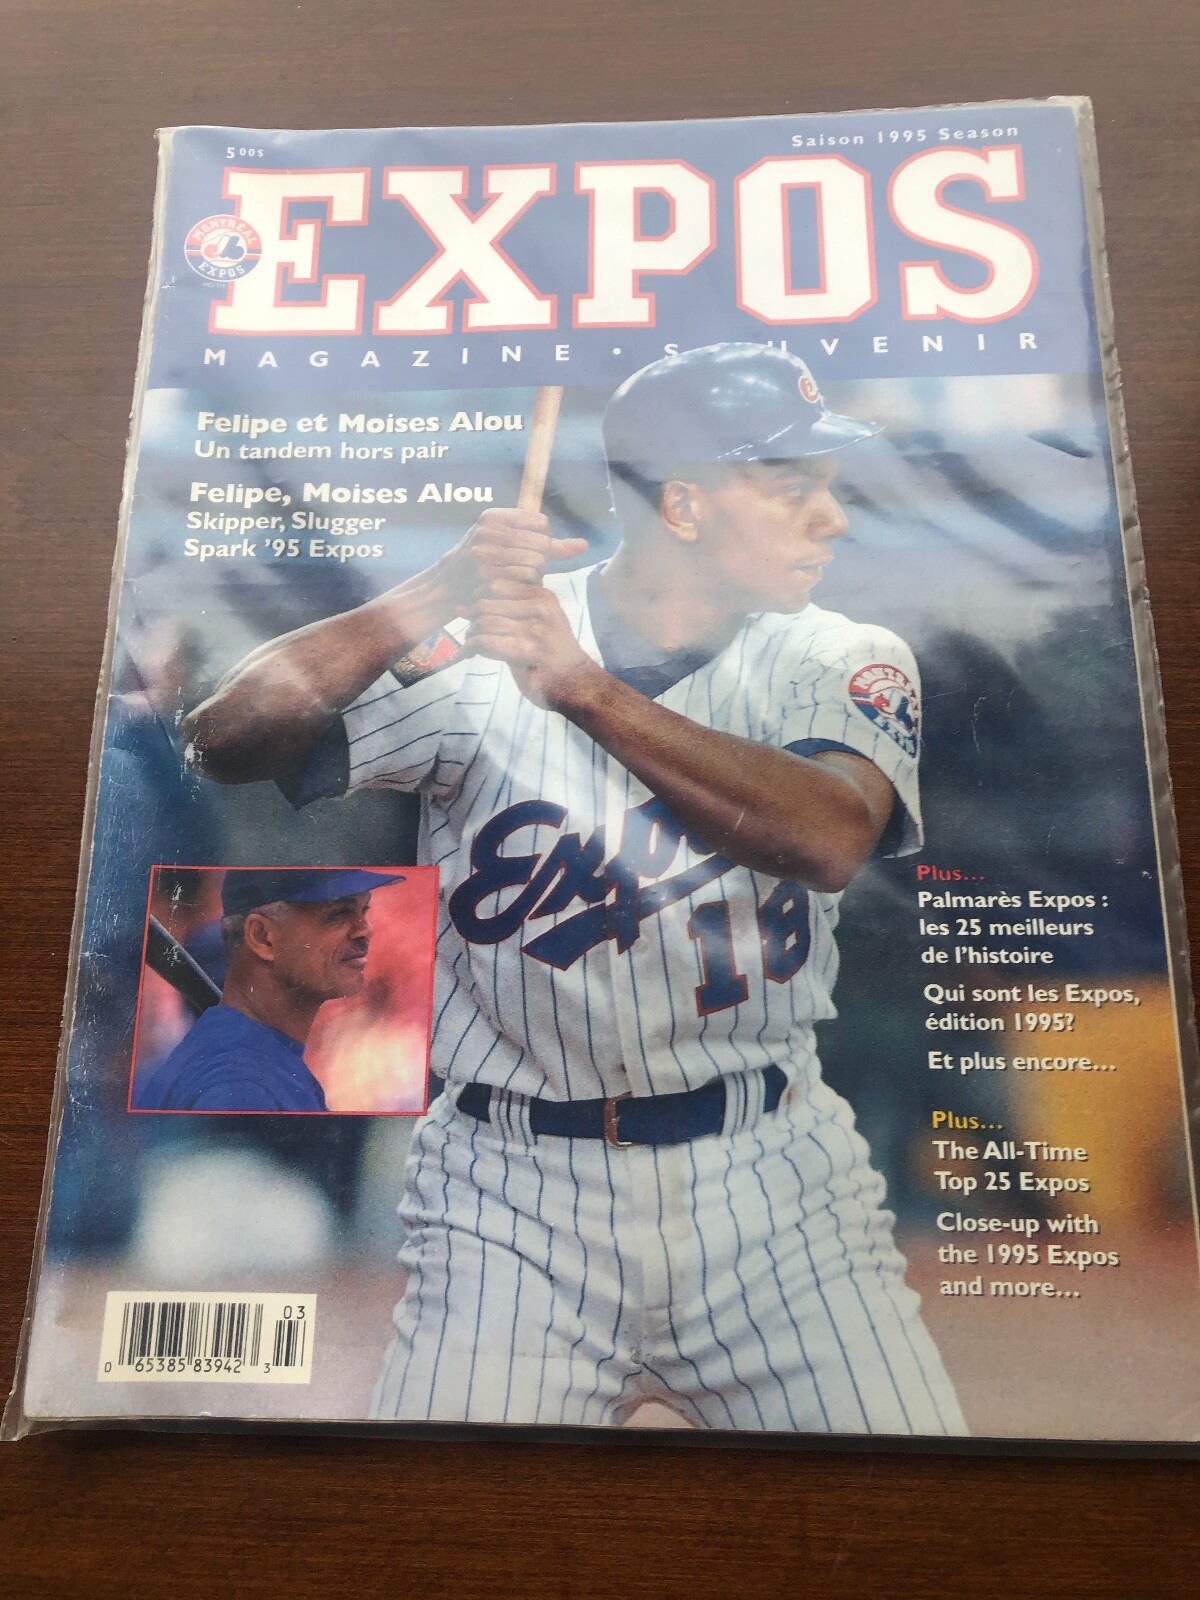 5 00$
Saison 1995 Season
EXPOS
MONTREAL
EXPOS
MAGAZINE • SOUVENIR
Felipe et Moises Alou
Un tandem hors pair
Felipe, Moises Alou
Skipper, Slugger
Spark '95 Expos
Expos
18
Plus...
Palmarès Expos :
les 25 meilleurs
de l'histoire
Qui sont les Expos,
édition 1995?
Et plus encore...
Plus...
The All-Time
Top 25 Expos
Close-up with
the 1995 Expos
and more...
03
0 65385 83942 3